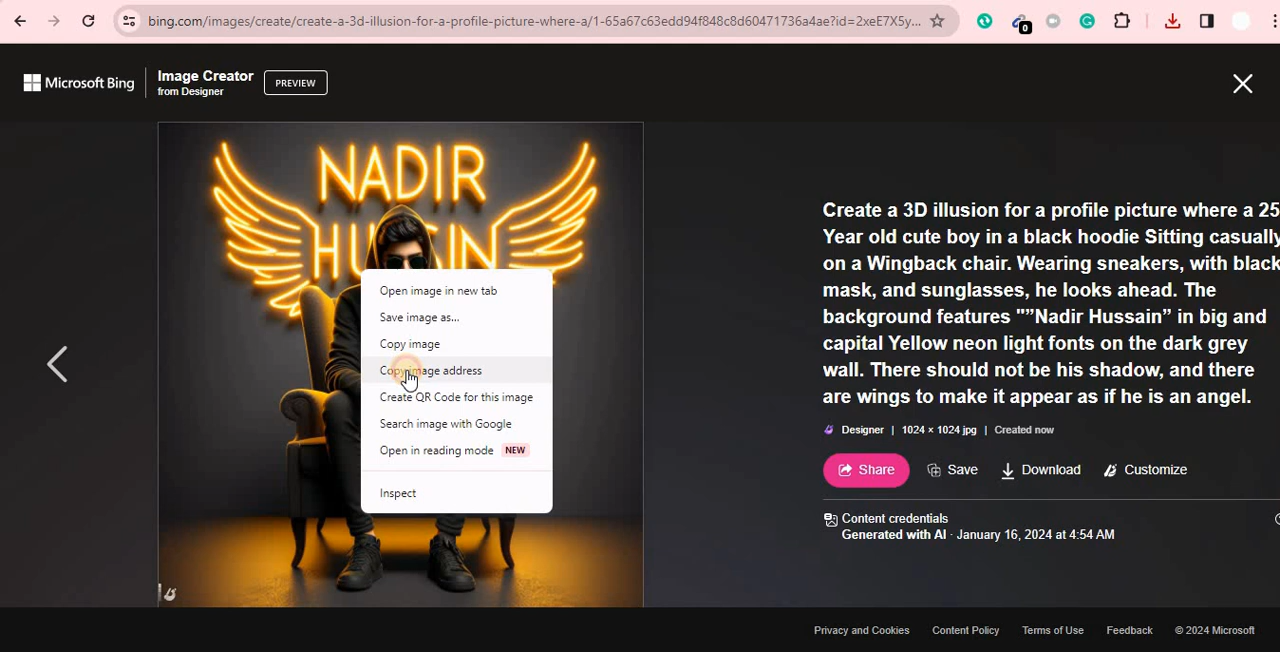 bing.com/images/create/create-a-3d-illusion-for-a-profile-picture-where-a/1-65a67c63edd94f848c8d60471736a4ae?id=2xeE7X5y...
0
Microsoft Bing
Image Creator
from Designer
PREVIEW
NADIR
Open image in new tab
Save image as...
Copy image
Copy image address
Create QR Code for this image
Search image with Google
Open in reading mode NEW
Inspect
Create a 3D illusion for a profile picture where a 25
Year old cute boy in a black hoodie Sitting casually
on a Wingback chair. Wearing sneakers, with black
mask, and sunglasses, he looks ahead. The
background features "”Nadir Hussain” in big and
capital Yellow neon light fonts on the dark grey
wall. There should not be his shadow, and there
are wings to make it appear as if he is an angel.
Designer | 1024 × 1024 jpg | Created now
Share Save Download Customize
Content credentials
Generated with AI · January 16, 2024 at 4:54 AM
Privacy and Cookies Content Policy Terms of Use Feedback © 2024 Microsoft